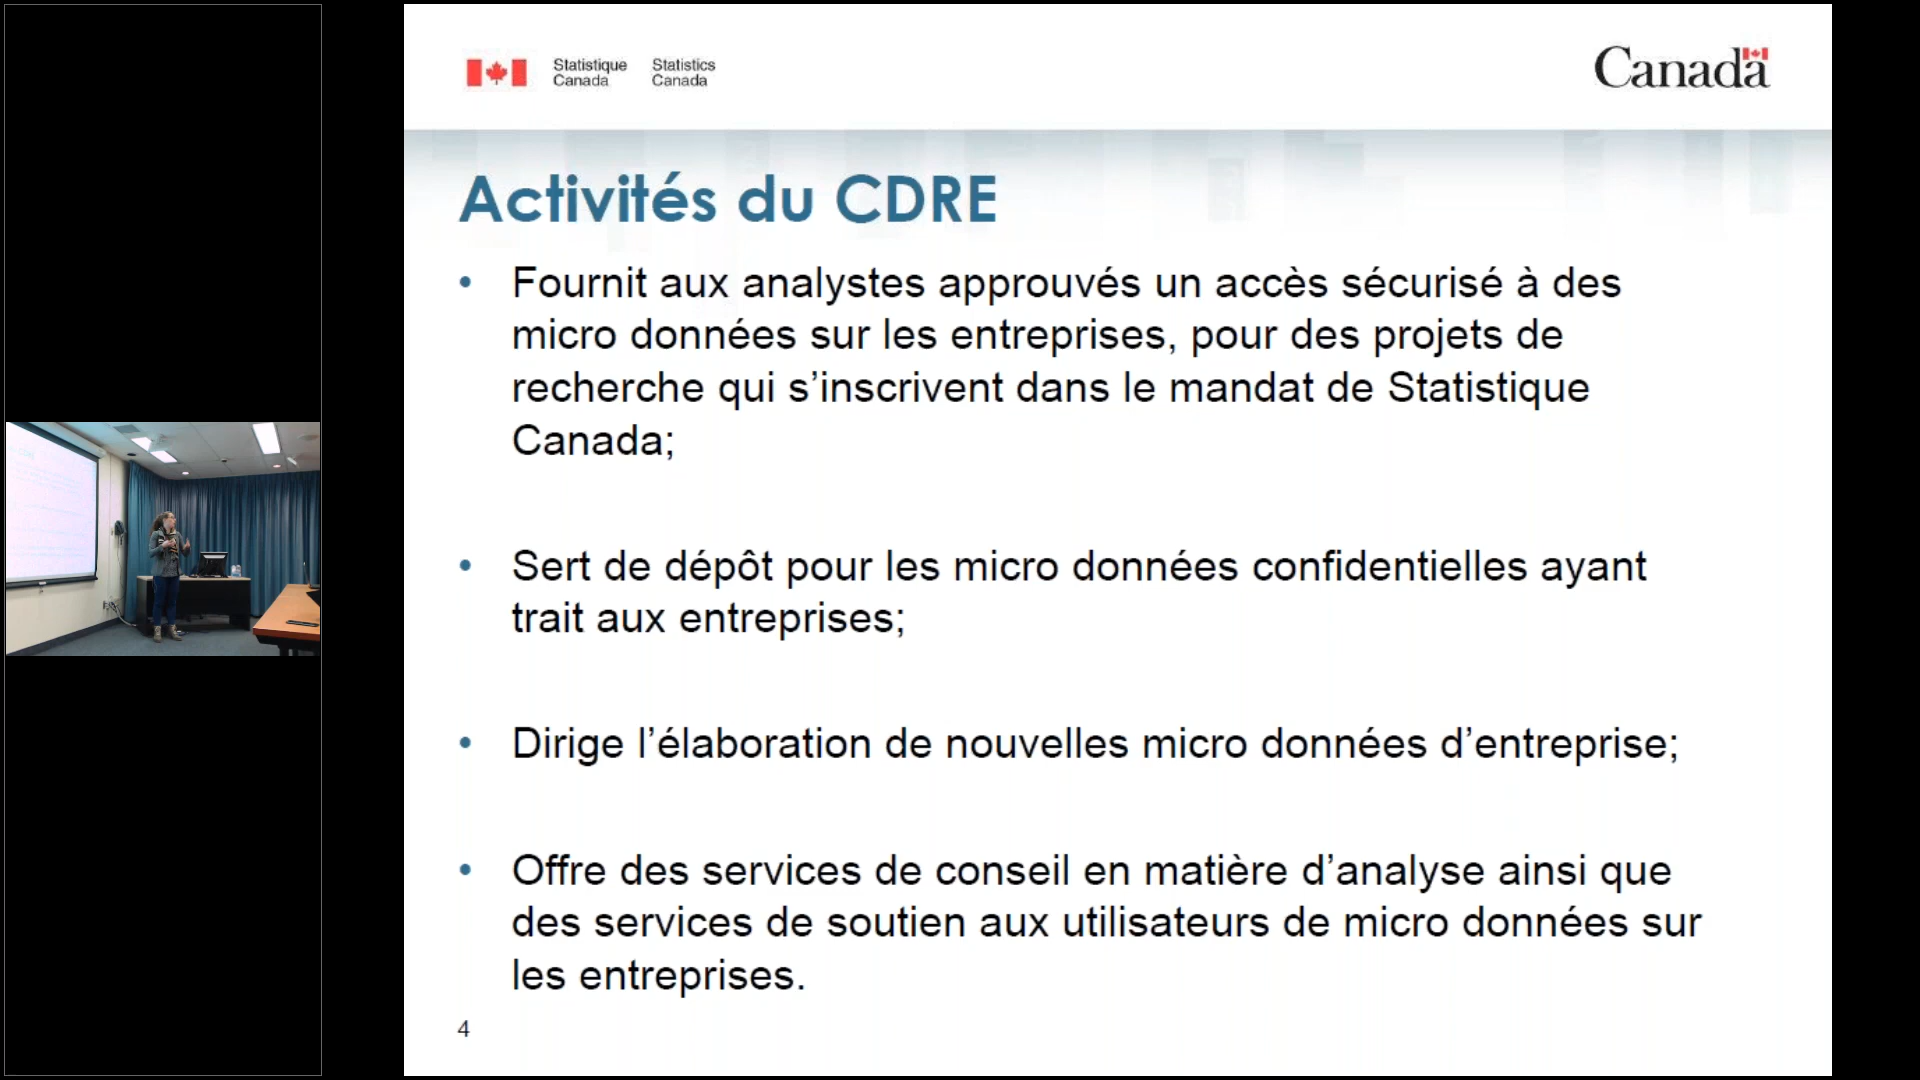 Statistique
Canada
Statistics
Canada
Canada
Activités du CDRE
• Fournit aux analystes approuvés un accès sécurisé à des
micro données sur les entreprises, pour des projets de
recherche qui s’inscrivent dans le mandat de Statistique
Canada;
• Sert de dépôt pour les micro données confidentielles ayant
trait aux entreprises;
• Dirige l’élaboration de nouvelles micro données d’entreprise;
• Offre des services de conseil en matière d’analyse ainsi que
des services de soutien aux utilisateurs de micro données sur
les entreprises.
4